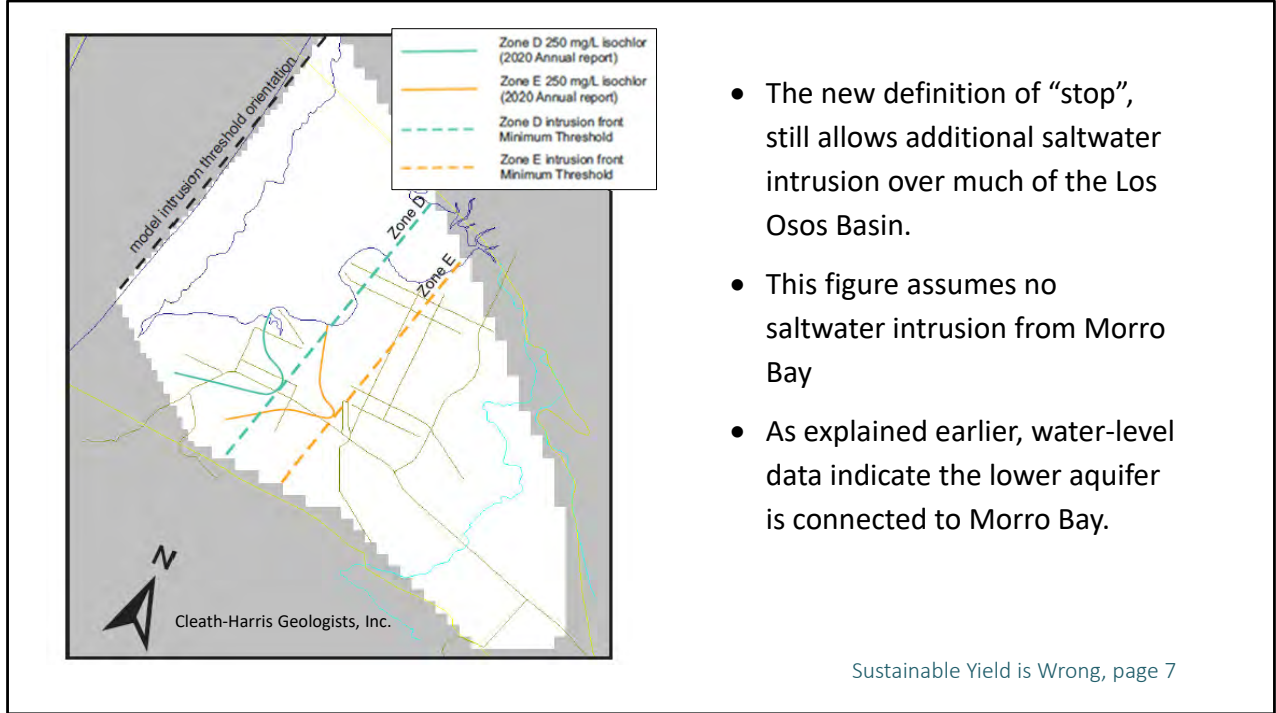 Zone D 250 mg/L isochlor
(2020 Annual report)
Zone E 250 mg/L isochlor
(2020 Annual report)
Zone D intrusion front
Minimum Threshold
Zone E intrusion front
Minimum Threshold
model intrusion threshold orientation
Zone D
Zone E
N
Cleath-Harris Geologists, Inc.
• The new definition of “stop”,
still allows additional saltwater
intrusion over much of the Los
Osos Basin.
• This figure assumes no
saltwater intrusion from Morro
Bay
• As explained earlier, water-level
data indicate the lower aquifer
is connected to Morro Bay.
Sustainable Yield is Wrong, page 7